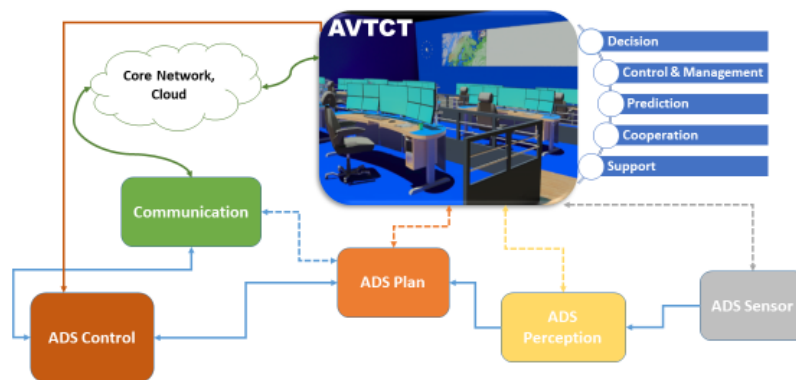 AVTCT
Core Network,
Cloud
Decision
Control & Management
Prediction
Cooperation
Support
Communication
ADS Plan
ADS Control
ADS
Perception
ADS Sensor